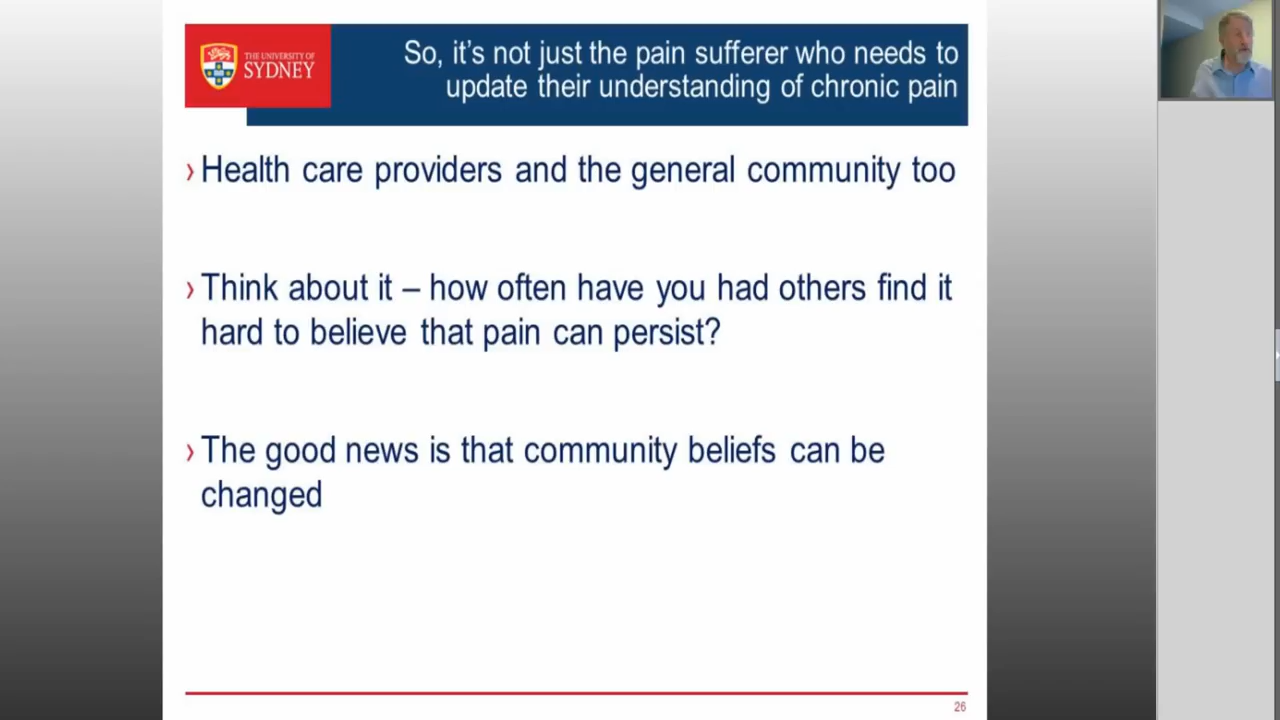 THE UNIVERSITY OF
SYDNEY
So, it's not just the pain sufferer who needs to
update their understanding of chronic pain
› Health care providers and the general community too
› Think about it – how often have you had others find it
hard to believe that pain can persist?
› The good news is that community beliefs can be
changed
26